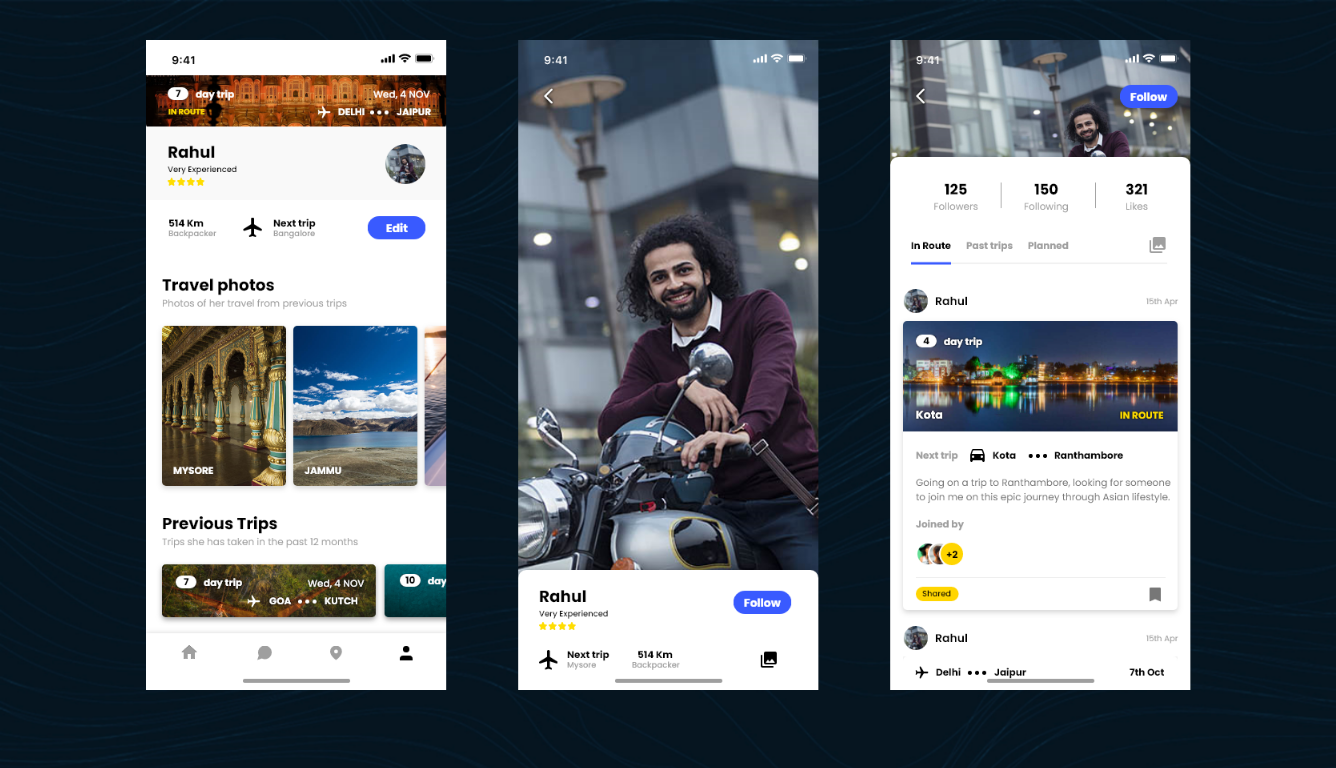 9:41
7 day trip Wed, 4 NOV
IN ROUTE DELHI ••• JAIPUR
Rahul
Very Experienced
514 Km
Backpacker
Next trip
Bangalore
Edit
Travel photos
Photos of her travel from previous trips
MYSORE
JAMMU
Previous Trips
Trips she has taken in the past 12 months
7 day trip Wed, 4 NOV
GOA ••• KUTCH
10 day
9:41
Rahul
Very Experienced
Follow
Next trip
Mysore
514 Km
Backpacker
9:41
Follow
125
Followers
150
Following
321
Likes
In Route Past trips Planned
Rahul 15th Apr
4 day trip
Kota IN ROUTE
Next trip Kota ••• Ranthambore
Going on a trip to Ranthambore, looking for someone
to join me on this epic journey through Asian lifestyle.
Joined by
+2
Shared
Rahul 15th Apr
Delhi ••• Jaipur 7th Oct